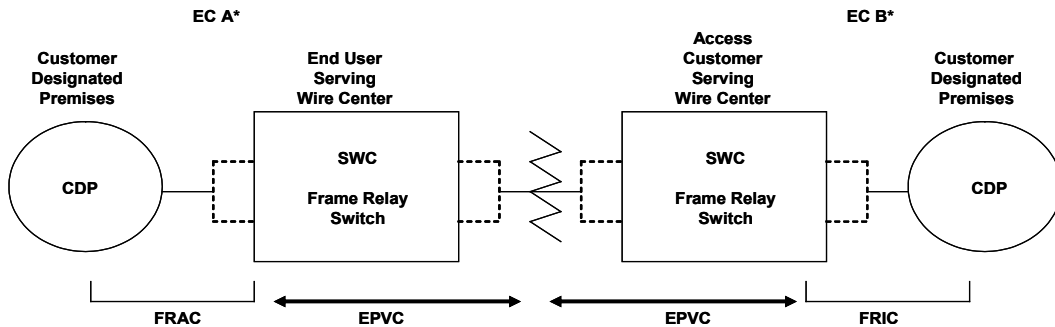 EC A*
EC B*
Customer
Designated
Premises
End User
Serving
Wire Center
Access
Customer
Serving
Wire Center
Customer
Designated
Premises
CDP
SWC
Frame Relay
Switch
SWC
Frame Relay
Switch
CDP
FRAC
EPVC
EPVC
FRIC